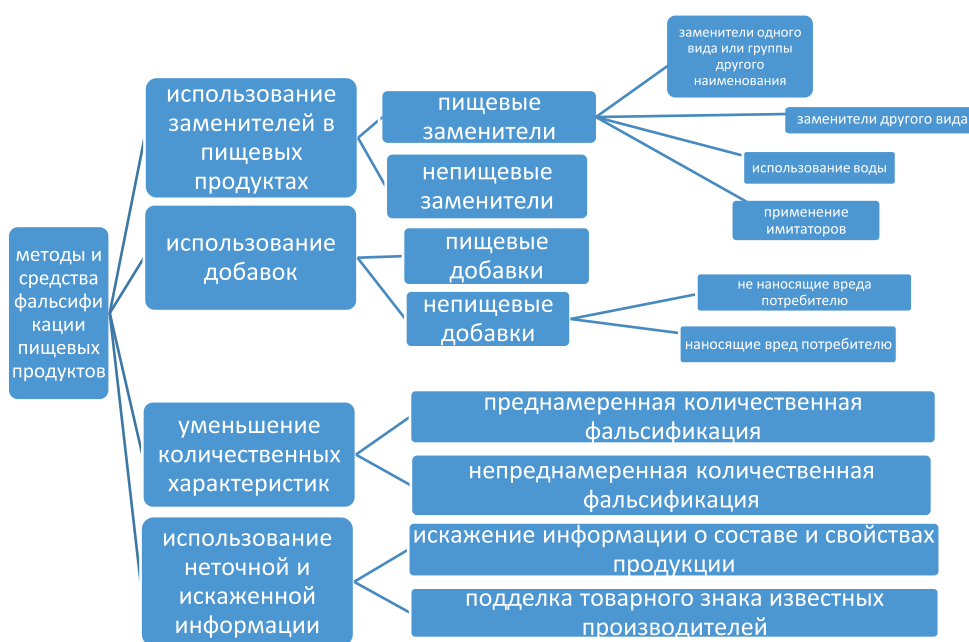 методы и
средства
фальсифи
кации
пищевых
продуктов
использование
заменителей в
пищевых
продуктах
пищевые
заменители
заменители одного
вида или группы
другого
наименования
заменители другого вида
использование воды
применение
имитаторов
непищевые
заменители
использование
добавок
пищевые
добавки
непищевые
добавки
не наносящие вреда
потребителю
наносящие вред потребителю
уменьшение
количественных
характеристик
преднамеренная количественная
фальсификация
непреднамеренная количественная
фальсификация
использование
неточной и
искаженной
информации
искажение информации о составе и свойствах
продукции
подделка товарного знака известных
производителей